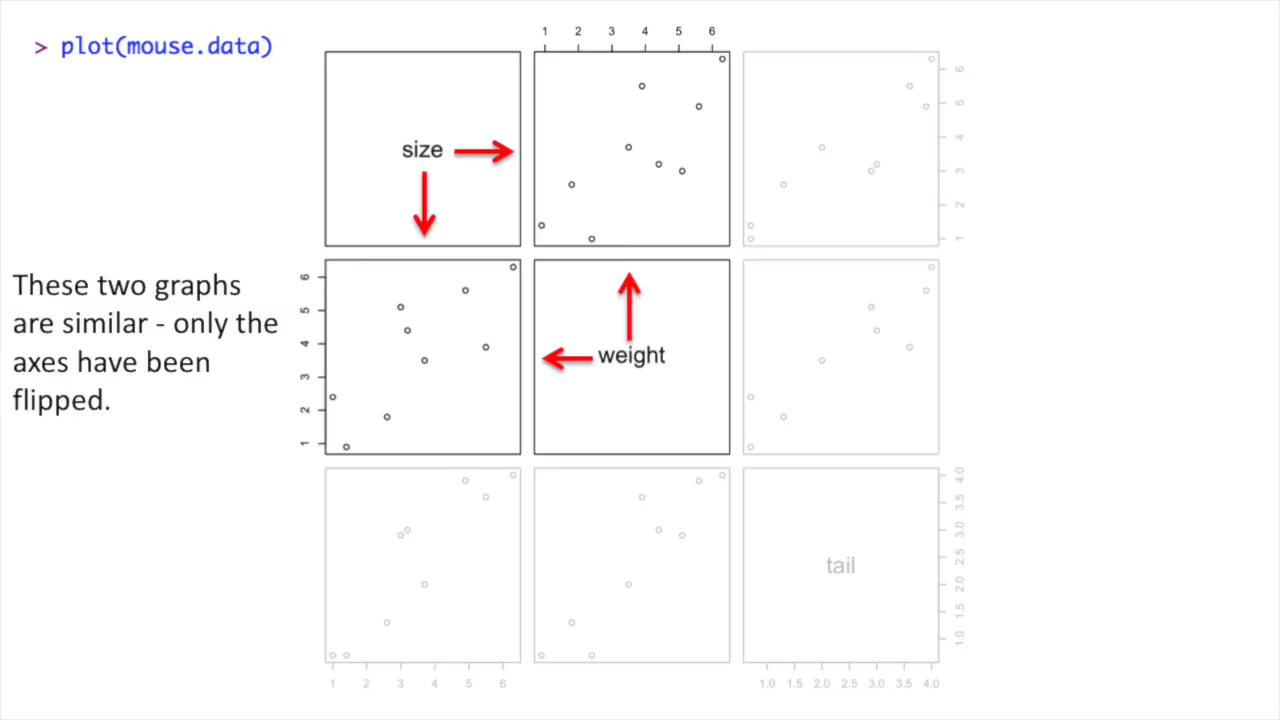 > plot(mouse.data)
1 2 3 4 5 6
size
1 2 3 4 5 6
These two graphs
are similar - only the
axes have been
flipped.
1 2 3 4 5 6
weight
tail
1.0 1.5 2.0 2.5 3.0 3.5 4.0
1 2 3 4 5 6
1.0 1.5 2.0 2.5 3.0 3.5 4.0